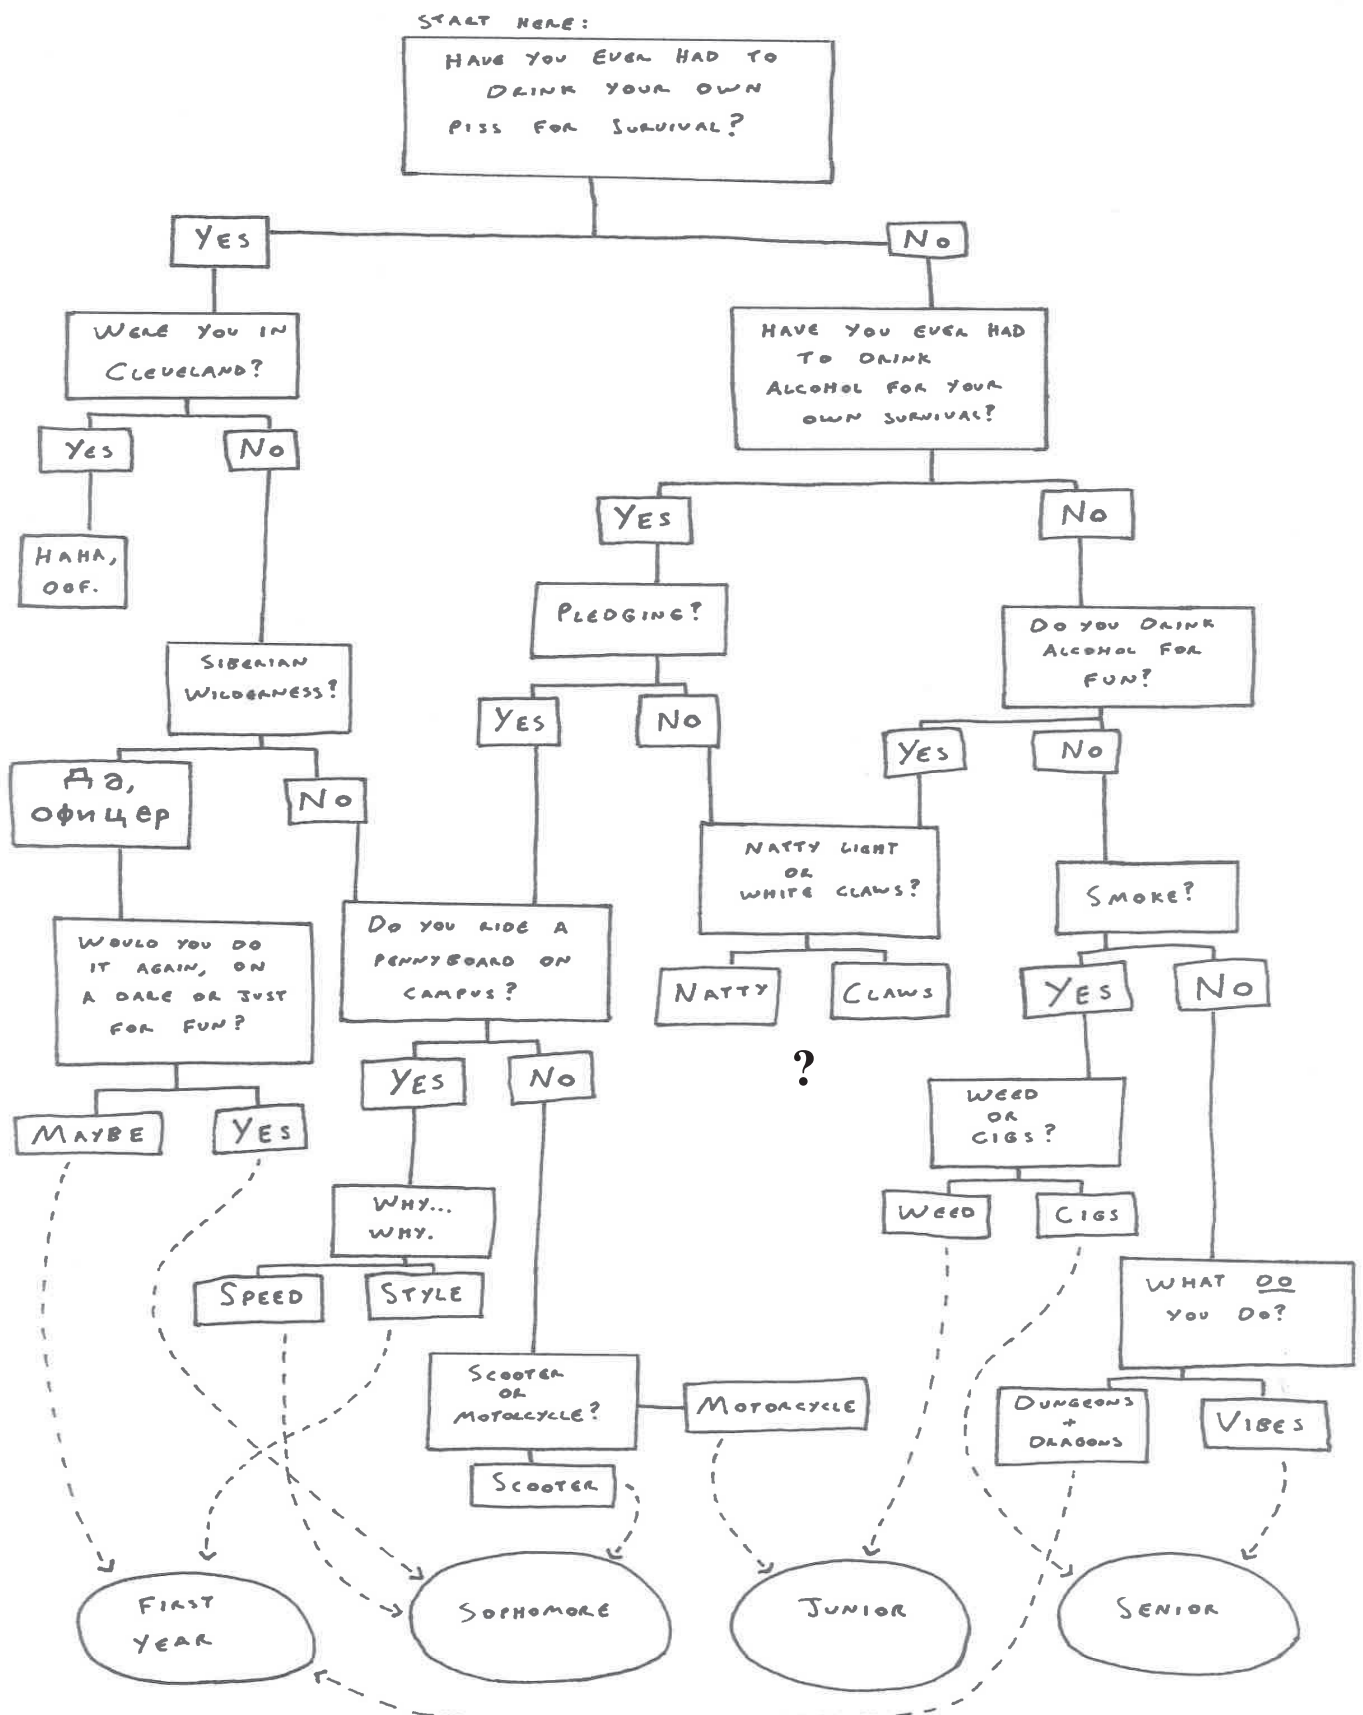 START HERE:
HAVE YOU EVER HAD TO
DRINK YOUR OWN
PISS FOR SURVIVAL?
YES
NO
WERE YOU IN
CLEVELAND?
HAVE YOU EVER HAD
TO DRINK
ALCOHOL FOR YOUR
OWN SURVIVAL?
YES
NO
YES
NO
HAHA,
OOF.
PLEDGING?
DO YOU DRINK
ALCOHOL FOR
FUN?
SIBERIAN
WILDERNESS?
YES
NO
YES
NO
Да,
офицер
NO
NATTY LIGHT
OR
WHITE CLAWS?
SMOKE?
WOULD YOU DO
IT AGAIN, ON
A DARE OR JUST
FOR FUN?
DO YOU RIDE A
PENNYBOARD ON
CAMPUS?
NATTY
CLAWS
YES
NO
?
YES
NO
WEED
OR
CIGS?
MAYBE
YES
WHY...
WHY.
WEED
CIGS
SPEED
STYLE
WHAT DO
YOU DO?
SCOOTER
OR
MOTORCYCLE?
MOTORCYCLE
DUNGEONS
+
DRAGONS
VIBES
SCOOTER
FIRST
YEAR
SOPHOMORE
JUNIOR
SENIOR